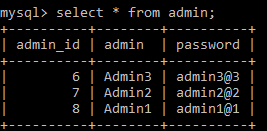 mysql> select * from admin;
+----------+--------+----------+
| admin_id | admin  | password |
+----------+--------+----------+
|        6 | Admin3 | admin3@3 |
|        7 | Admin2 | admin2@2 |
|        8 | Admin1 | admin1@1 |
+----------+--------+----------+